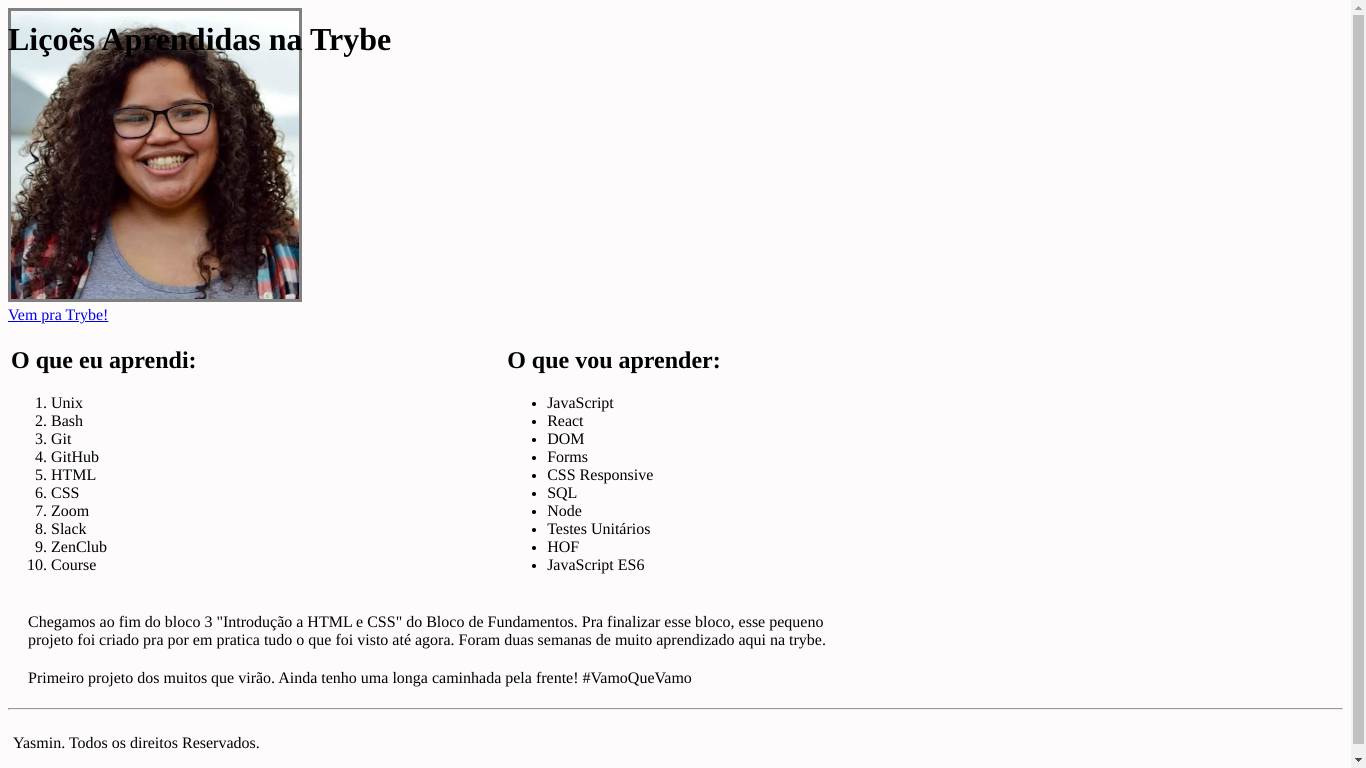 Liçoẽs Aprendidas na Trybe
Vem pra Trybe!
O que eu aprendi:
1. Unix
2. Bash
3. Git
4. GitHub
5. HTML
6. CSS
7. Zoom
8. Slack
9. ZenClub
10. Course
O que vou aprender:
• JavaScript
• React
• DOM
• Forms
• CSS Responsive
• SQL
• Node
• Testes Unitários
• HOF
• JavaScript ES6
Chegamos ao fim do bloco 3 "Introdução a HTML e CSS" do Bloco de Fundamentos. Pra finalizar esse bloco, esse pequeno
projeto foi criado pra por em pratica tudo o que foi visto até agora. Foram duas semanas de muito aprendizado aqui na trybe.
Primeiro projeto dos muitos que virão. Ainda tenho uma longa caminhada pela frente! #VamoQueVamo
Yasmin. Todos os direitos Reservados.